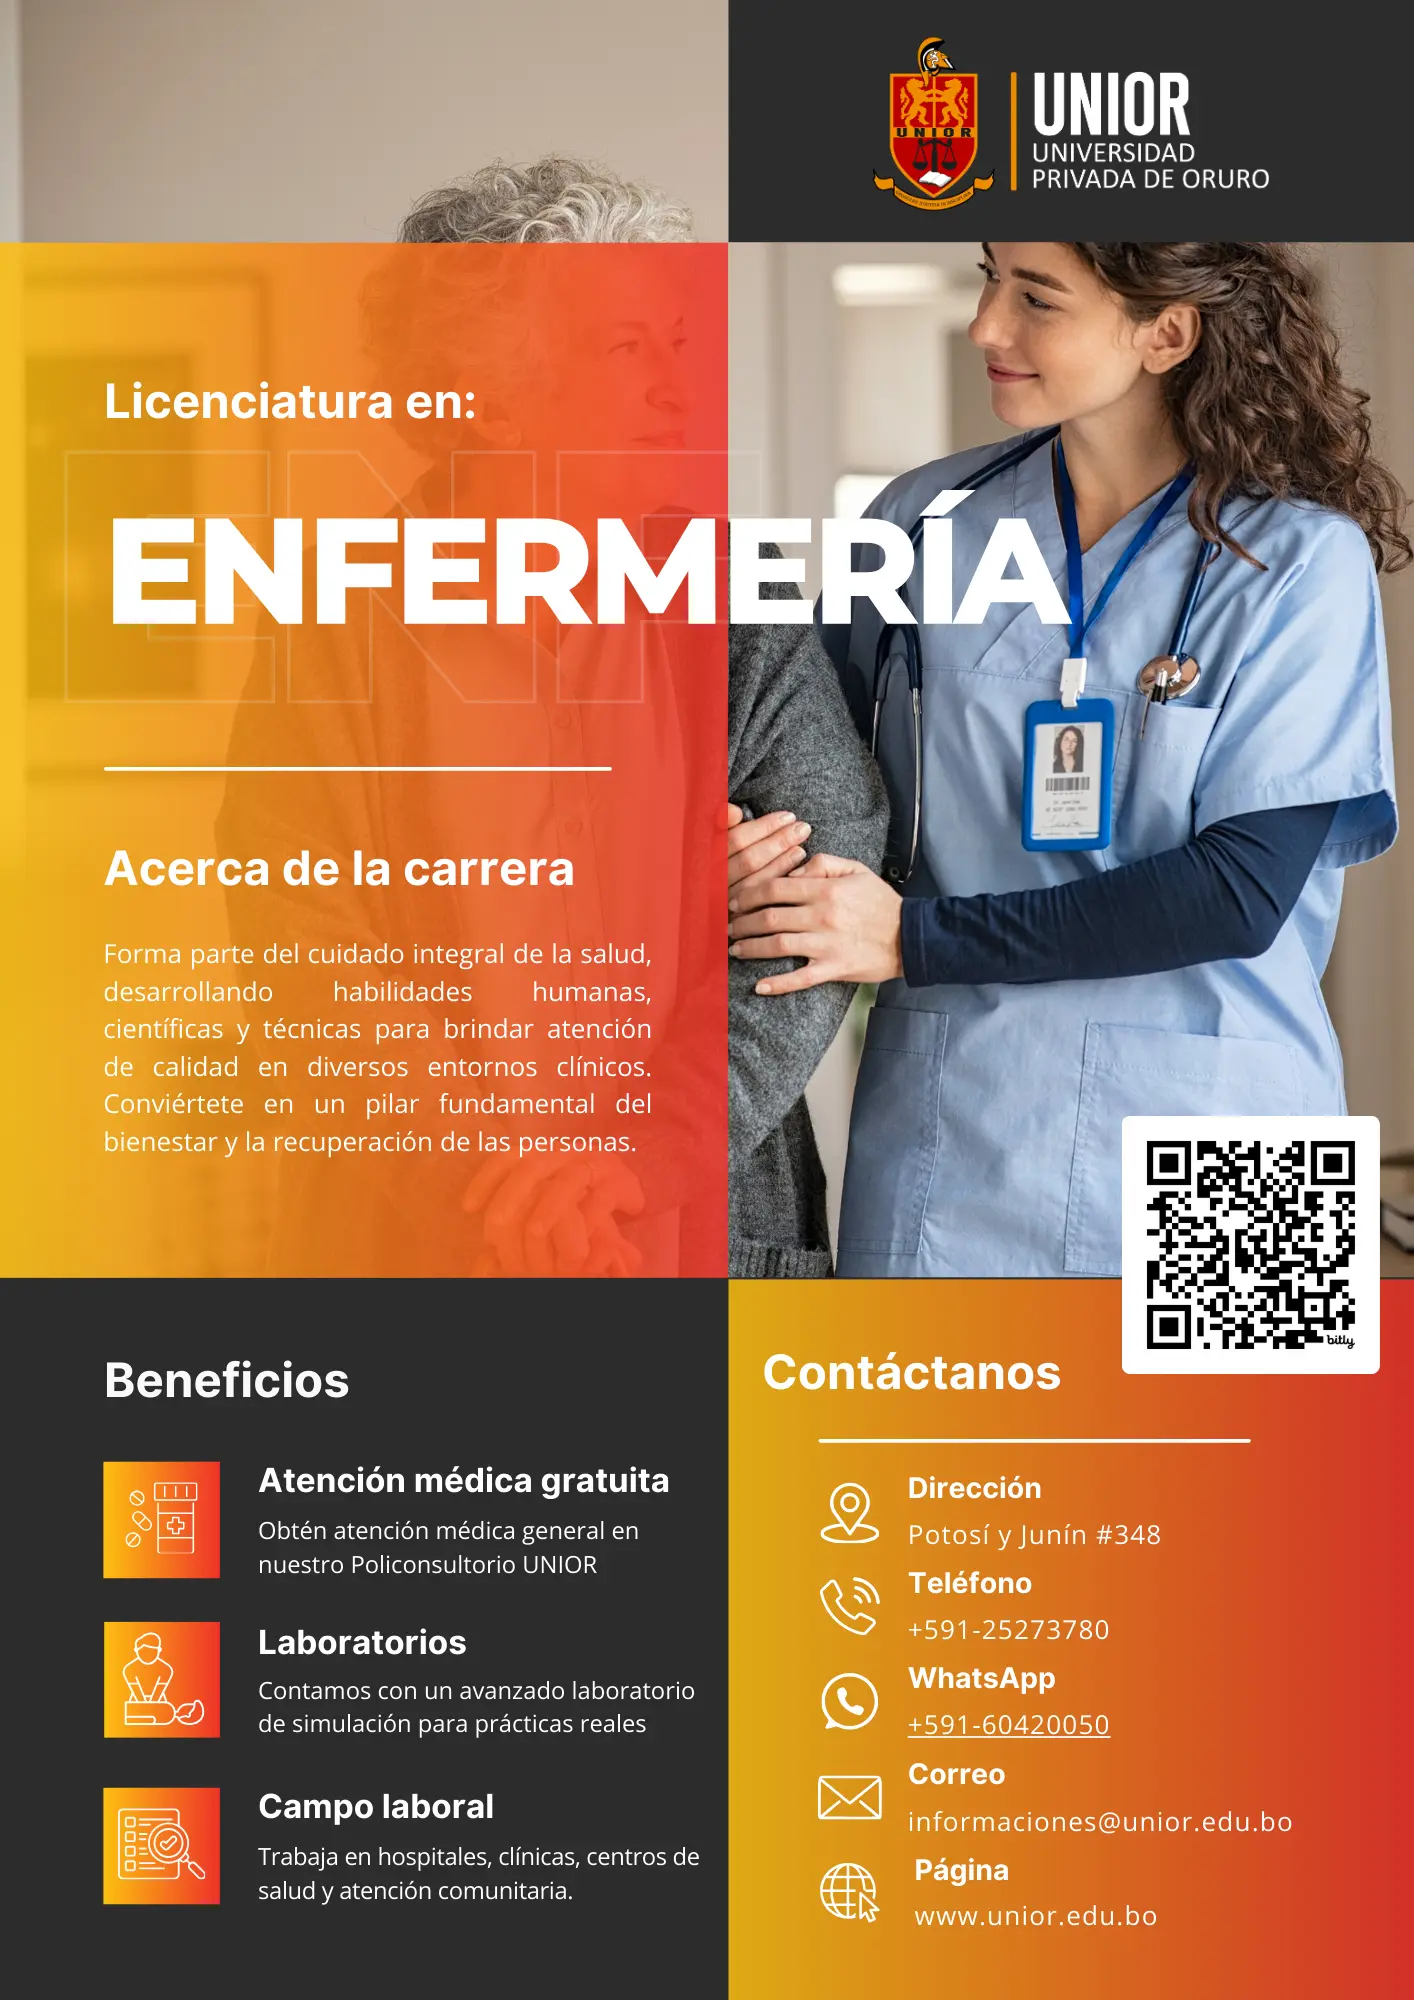 UNIOR
UNIOR
UNIVERSIDAD
PRIVADA DE ORURO
Licenciatura en:
ENF
ENFERMERÍA
Acerca de la carrera
Forma parte del cuidado integral de la salud,
desarrollando habilidades humanas,
científicas y técnicas para brindar atención
de calidad en diversos entornos clínicos.
Conviértete en un pilar fundamental del
bienestar y la recuperación de las personas.
bitly
Beneficios
Atención médica gratuita
Obtén atención médica general en
nuestro Policonsultorio UNIOR
Laboratorios
Contamos con un avanzado laboratorio
de simulación para prácticas reales
Campo laboral
Trabaja en hospitales, clínicas, centros de
salud y atención comunitaria.
Contáctanos
Dirección
Potosí y Junín #348
Teléfono
+591-25273780
WhatsApp
+591-60420050
Correo
informaciones@unior.edu.bo
Página
www.unior.edu.bo